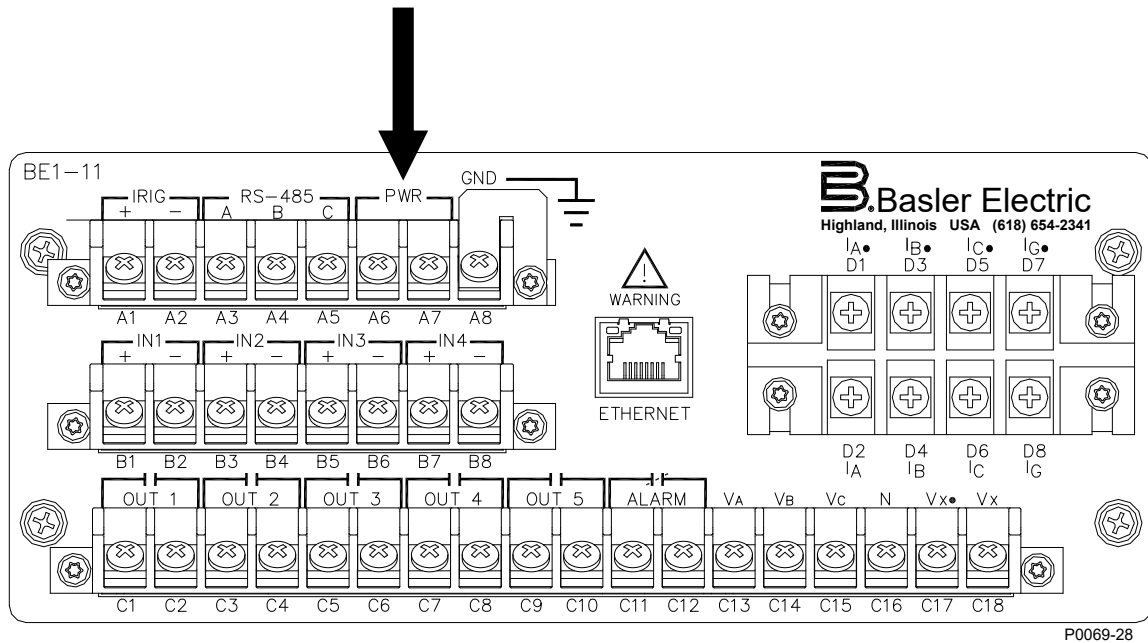 BE1-11
IRIG RS-485 PWR GND
+ − A B C
A1 A2 A3 A4 A5 A6 A7 A8
IN1 IN2 IN3 IN4
+ − + − + − + −
B1 B2 B3 B4 B5 B6 B7 B8
WARNING
ETHERNET
B.Basler Electric
Highland, Illinois USA (618) 654-2341
IA● IB● IC● IG●
D1 D3 D5 D7
D2 D4 D6 D8
IA IB IC IG
OUT 1 OUT 2 OUT 3 OUT 4 OUT 5 ALARM VA VB VC N VX● VX
C1 C2 C3 C4 C5 C6 C7 C8 C9 C10 C11 C12 C13 C14 C15 C16 C17 C18
P0069-28